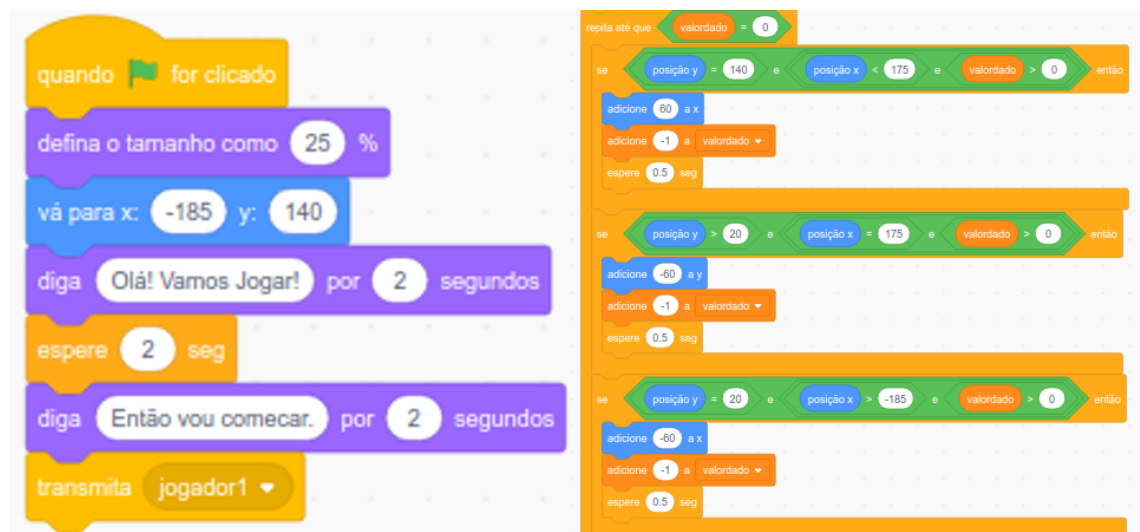 quando for clicado
defina o tamanho como 25 %
vá para x: -185 y: 140
diga Olá! Vamos Jogar! por 2 segundos
espere 2 seg
diga Então vou comecar. por 2 segundos
transmita jogador1
repita até que valordado = 0
se posição y = 140 e posição x < 175 e valordado > 0 então
adicione 60 a x
adicione -1 a valordado
espere 0.5 seg
se posição y > 20 e posição x = 175 e valordado > 0 então
adicione -60 a y
adicione -1 a valordado
espere 0.5 seg
se posição y = 20 e posição x > -185 e valordado > 0 então
adicione -60 a x
adicione -1 a valordado
espere 0.5 seg